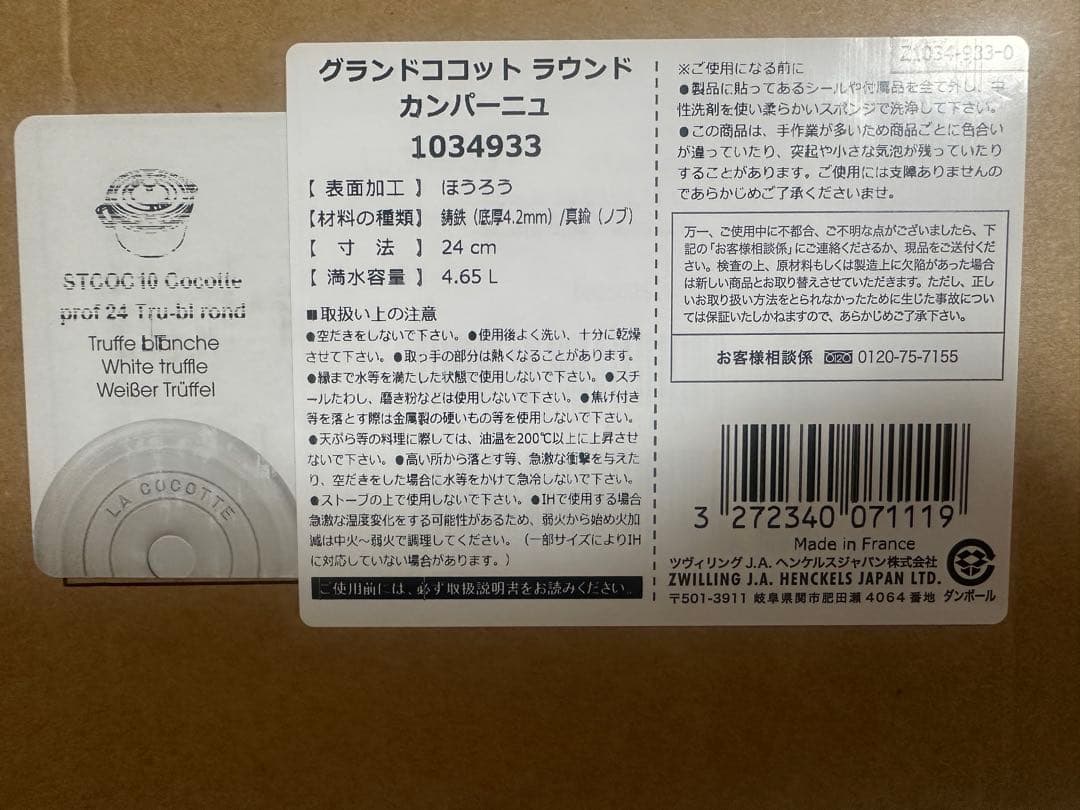 STCOC10 Cocotte
prof 24 Tru-bl rond
Truffe blanche
White truffle
Weißer Trüffel
LA COCOTTE
グランドココット ラウンド
カンパーニュ
1034933
【 表面加工 】 ほうろう
【材料の種類】 鋳鉄（底厚4.2mm）/真鍮（ノブ）
【 寸 法 】 24 cm
【 満水容量 】 4.65 L
■取扱い上の注意
●空だきをしないで下さい。●使用後よく洗い、十分に乾燥
させて下さい。●取っ手の部分は熱くなることがあります。
●縁まで水等を満たした状態で使用しないで下さい。●スチ
ールたわし、磨き粉などは使用しないで下さい。●焦げ付き
等を落とす際は金属製の硬いもの等を使用しないで下さい。
●天ぷら等の料理に際しては、油温を200℃以上に上昇させ
ないで下さい。●高い所から落とす等、急激な衝撃を与えた
り、空だきをした場合に水等をかけて急冷しないで下さい。
●ストーブの上で使用しないで下さい。●IHで使用する場合
急激な温度変化をする可能性があるため、弱火から始め火加
減は中火～弱火で調理してください。（一部サイズによりIH
に対応していない場合があります。）
ご使用前には、必ず取扱説明書をお読みください。
Z1034-933-0
※ご使用になる前に
●製品に貼ってあるシールや付属品を全て外し、中
性洗剤を使い柔らかいスポンジで洗浄して下さい。
●この商品は、手作業が多いため商品ごとに色合い
が違っていたり、突起や小さな気泡が残っていたり
することがあります。ご使用には支障ありませんの
であらかじめご了承くださいませ。
万一、ご使用中に不都合、ご不明な点がございましたら、下
記の「お客様相談係」にご連絡くださるか、現品をご送付くだ
さい。検査の上、原材料もしくは製造上に欠陥があった場合
は新しい商品とお取り替えさせていただきます。ただし、正し
いお取り扱い方法をとられなかったために生じた事故につい
ては保証いたしかねますので、あらかじめご了承下さい。
お客様相談係 0120-75-7155
3 272340 071119
Made in France
ツヴィリング J.A. ヘンケルスジャパン株式会社
ZWILLING J.A. HENCKELS JAPAN LTD.
〒501-3911 岐阜県関市肥田瀬 4064 番地 ダンボール